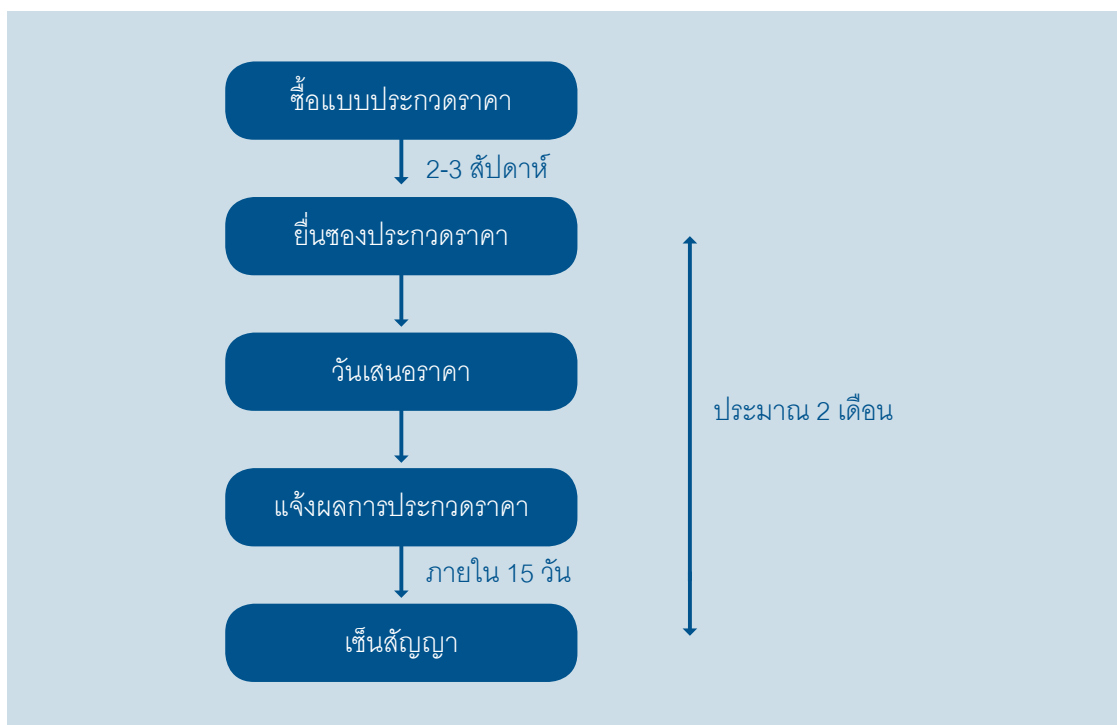 ซื้อแบบประกวดราคา
2-3 สัปดาห์
ยื่นซองประกวดราคา
วันเสนอราคา
ประมาณ 2 เดือน
แจ้งผลการประกวดราคา
ภายใน 15 วัน
เซ็นสัญญา